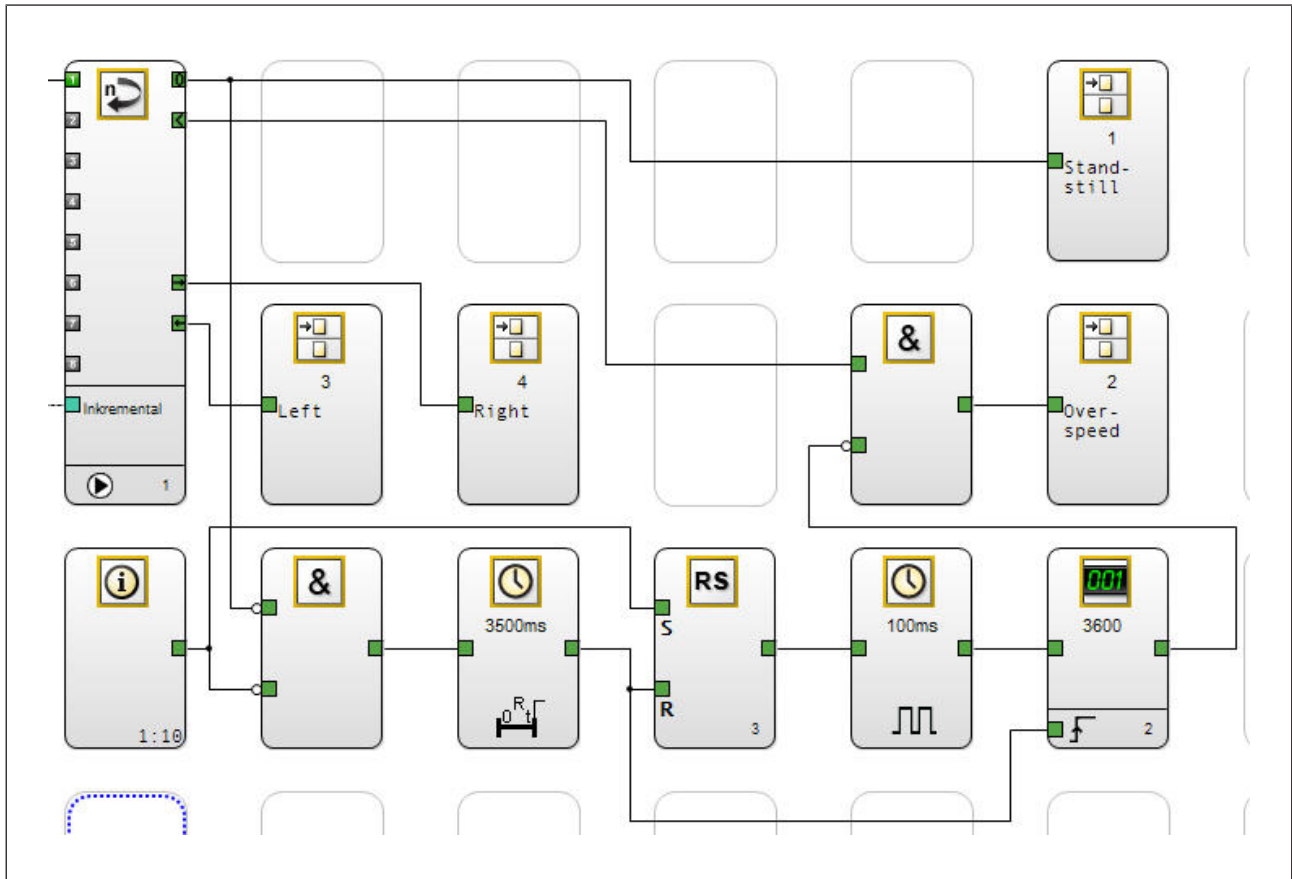 1
n
0
2
<
3
4
5
6
7
8
Inkremental
1
1
Stand-
still
3
Left
4
Right
&
2
Over-
speed
i
1:10
&
3500ms
0 R t
RS
S
R
3
100ms
001
3600
2